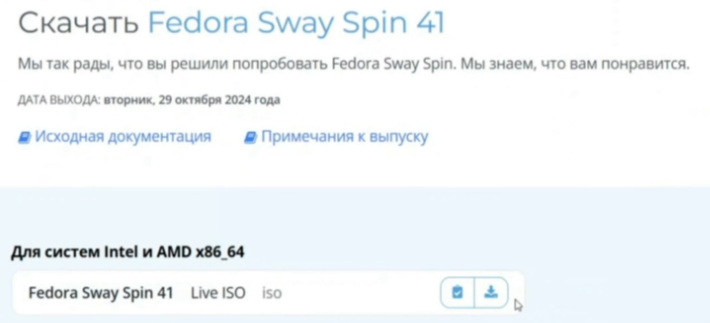 Скачать Fedora Sway Spin 41
Мы так рады, что вы решили попробовать Fedora Sway Spin. Мы знаем, что вам понравится.
ДАТА ВЫХОДА: вторник, 29 октября 2024 года
Исходная документация Примечания к выпуску
Для систем Intel и AMD x86_64
Fedora Sway Spin 41 Live ISO iso